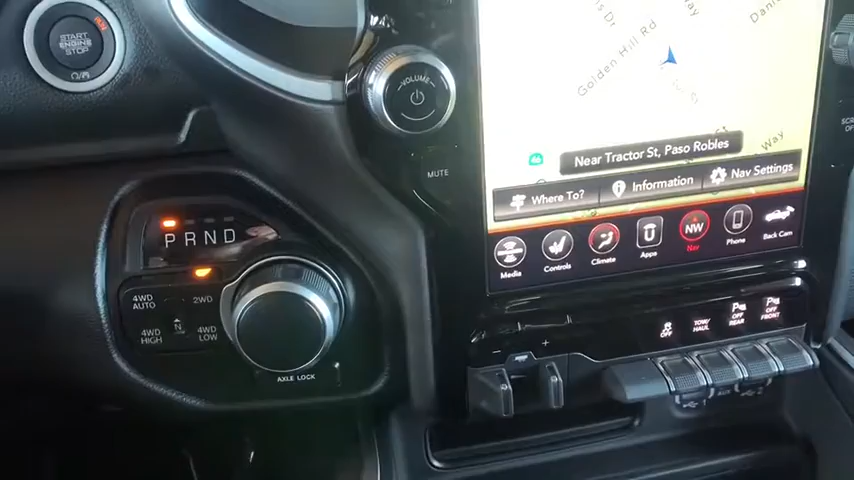 RUN
START
ENGINE
STOP
VOLUME
MUTE
Golden Hill Rd
Way
Near Tractor St, Paso Robles
Where To?
Information
Nav Settings
Media
Controls
Climate
Apps
NW
Nav
Phone
Back Cam
P R N D
4WD
AUTO
2WD
4WD
HIGH
N
4WD
LOW
AXLE LOCK
OFF
TOW/
HAUL
OFF
REAR
OFF
FRONT
- +